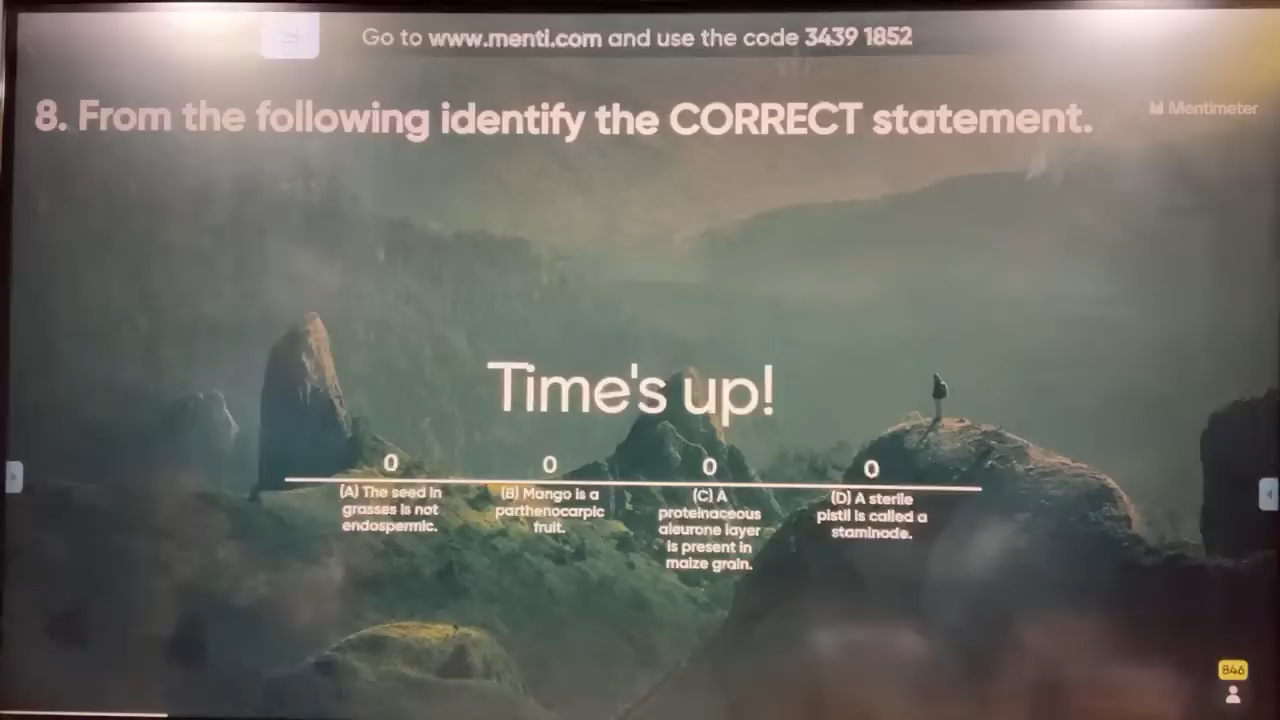 Go to www.menti.com and use the code 3439 1852
8. From the following identify the CORRECT statement.
Mentimeter
Time's up!
0
0
0
0
(A) The seed in
grasses is not
endospermic.
(B) Mango is a
parthenocarpic
fruit.
(C) A
proteinaceous
aleurone layer
is present in
maize grain.
(D) A sterile
pistil is called a
staminode.
846